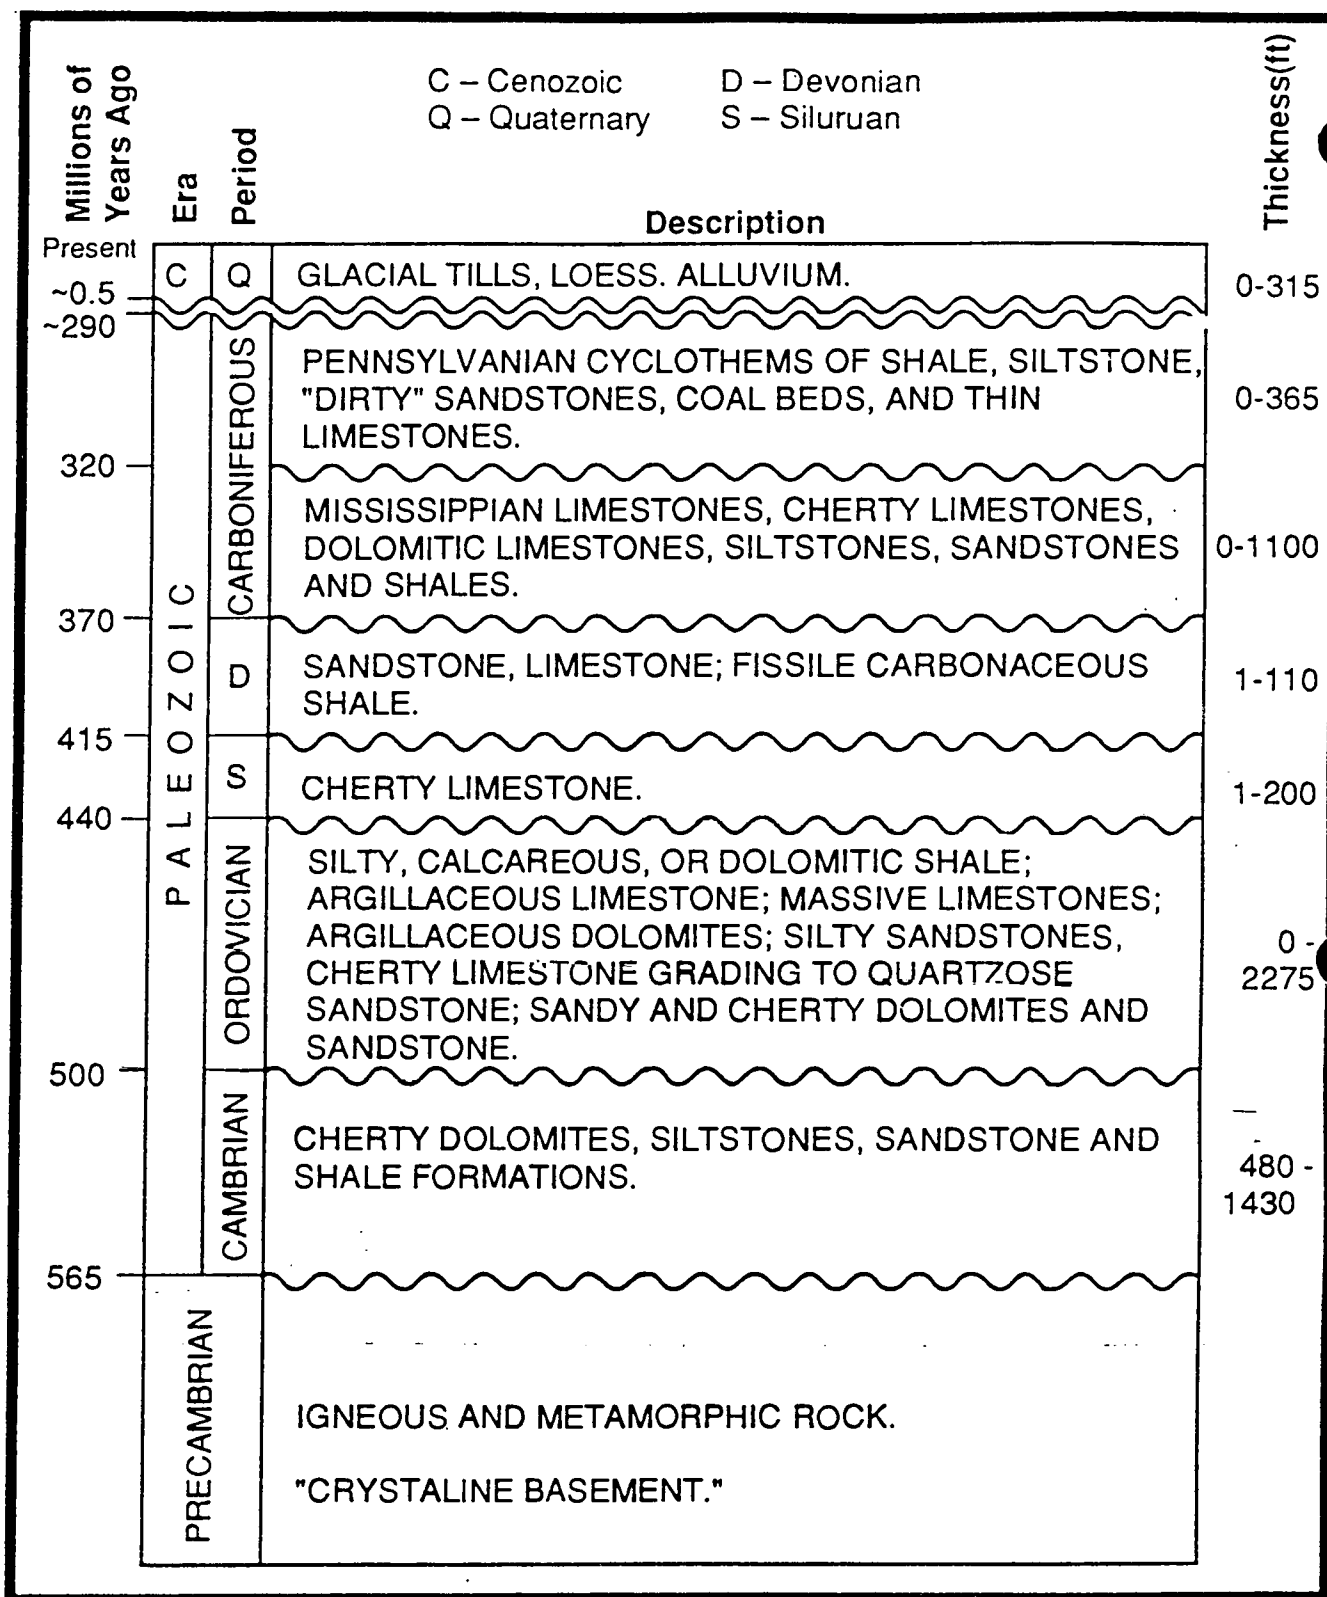 Millions of
Years Ago
Era
Period
C – Cenozoic D – Devonian
Q – Quaternary S – Siluruan
Description
Thickness(ft)
Present
C Q GLACIAL TILLS, LOESS. ALLUVIUM. 0-315
~0.5
~290
CARBONIFEROUS
PENNSYLVANIAN CYCLOTHEMS OF SHALE, SILTSTONE,
"DIRTY" SANDSTONES, COAL BEDS, AND THIN 0-365
LIMESTONES.
320
MISSISSIPPIAN LIMESTONES, CHERTY LIMESTONES,
DOLOMITIC LIMESTONES, SILTSTONES, SANDSTONES 0-1100
AND SHALES.
370
PALEOZOIC
D
SANDSTONE, LIMESTONE; FISSILE CARBONACEOUS 1-110
SHALE.
415
S CHERTY LIMESTONE. 1-200
440
ORDOVICIAN
SILTY, CALCAREOUS, OR DOLOMITIC SHALE;
ARGILLACEOUS LIMESTONE; MASSIVE LIMESTONES;
ARGILLACEOUS DOLOMITES; SILTY SANDSTONES, 0 -
CHERTY LIMESTONE GRADING TO QUARTZOSE 2275
SANDSTONE; SANDY AND CHERTY DOLOMITES AND
SANDSTONE.
500
CAMBRIAN
CHERTY DOLOMITES, SILTSTONES, SANDSTONE AND 480 -
SHALE FORMATIONS. 1430
565
PRECAMBRIAN
IGNEOUS AND METAMORPHIC ROCK.
"CRYSTALINE BASEMENT."